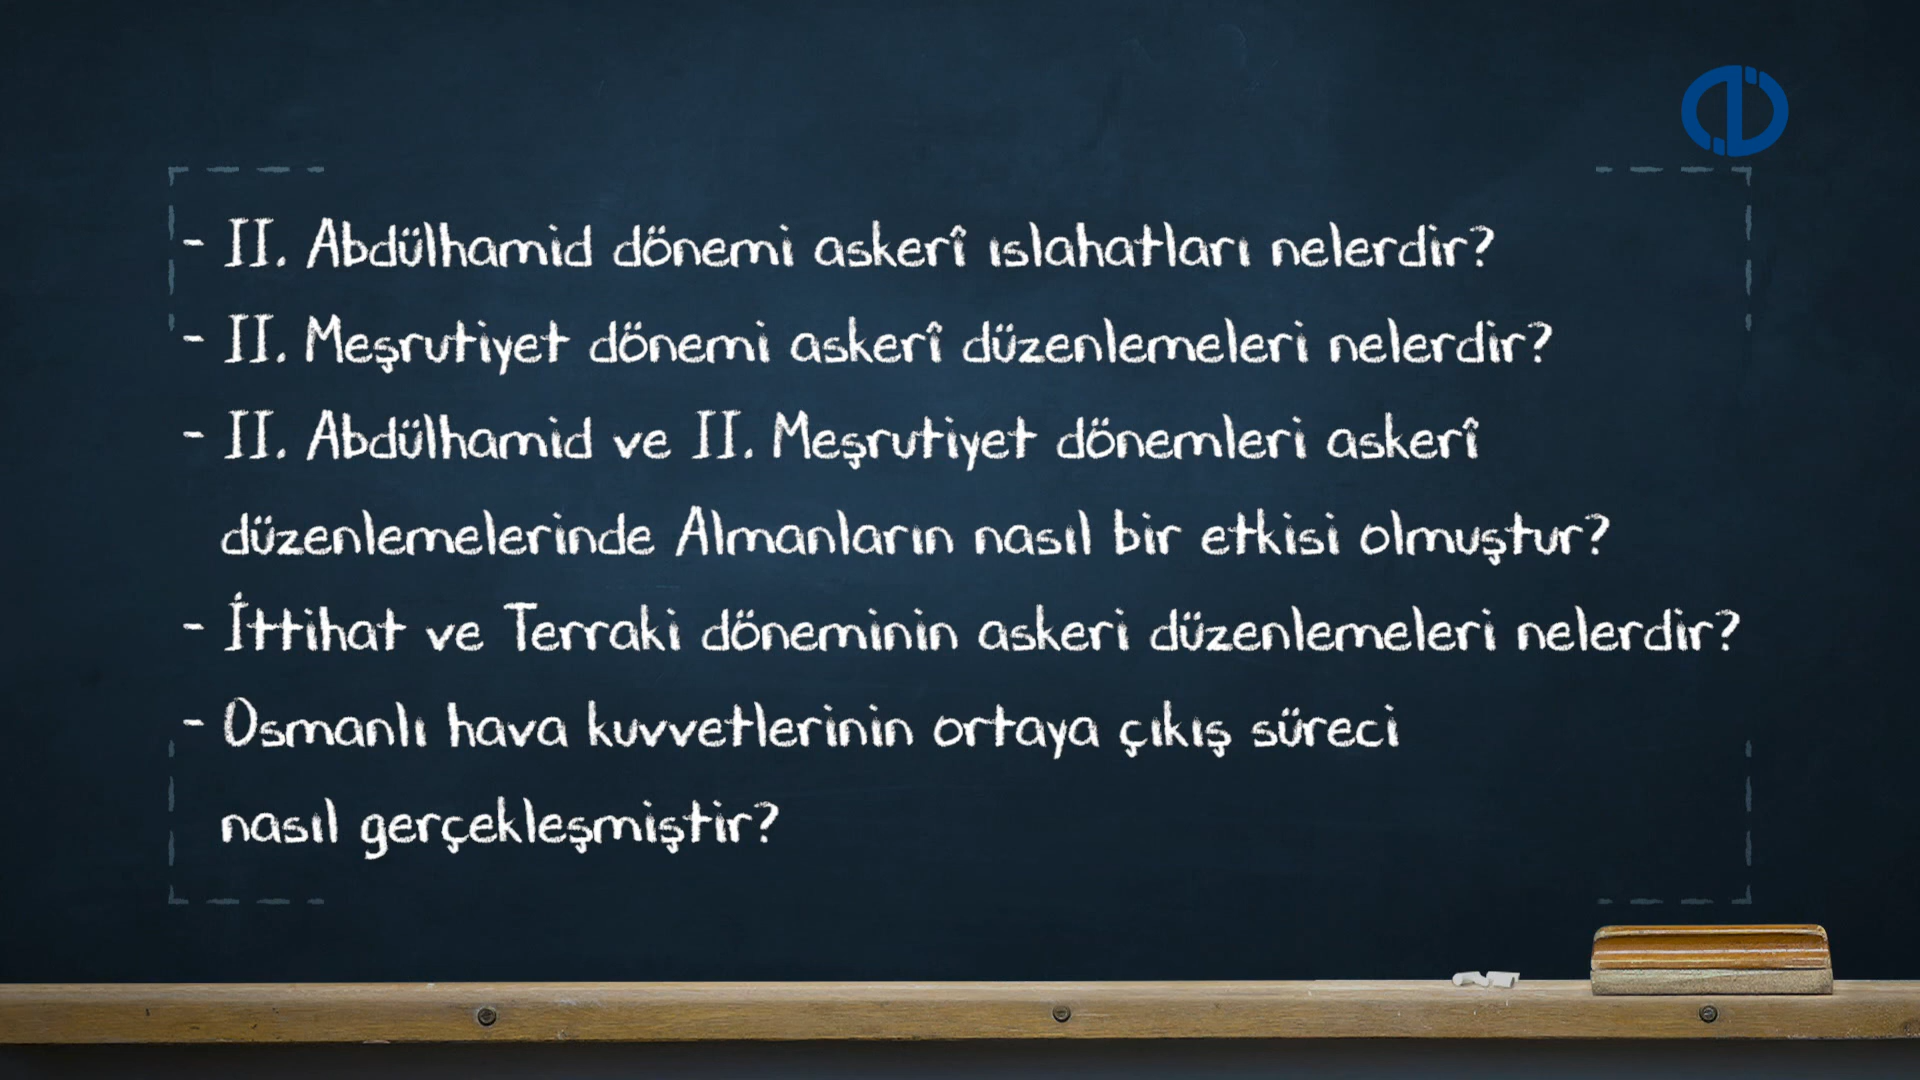 - II. Abdülhamid dönemi askerî ıslahatları nelerdir?
- II. Meşrutiyet dönemi askerî düzenlemeleri nelerdir?
- II. Abdülhamid ve II. Meşrutiyet dönemleri askerî
düzenlemelerinde Almanların nasıl bir etkisi olmuştur?
- İttihat ve Terraki döneminin askeri düzenlemeleri nelerdir?
- Osmanlı hava kuvvetlerinin ortaya çıkış süreci
nasıl gerçekleşmiştir?